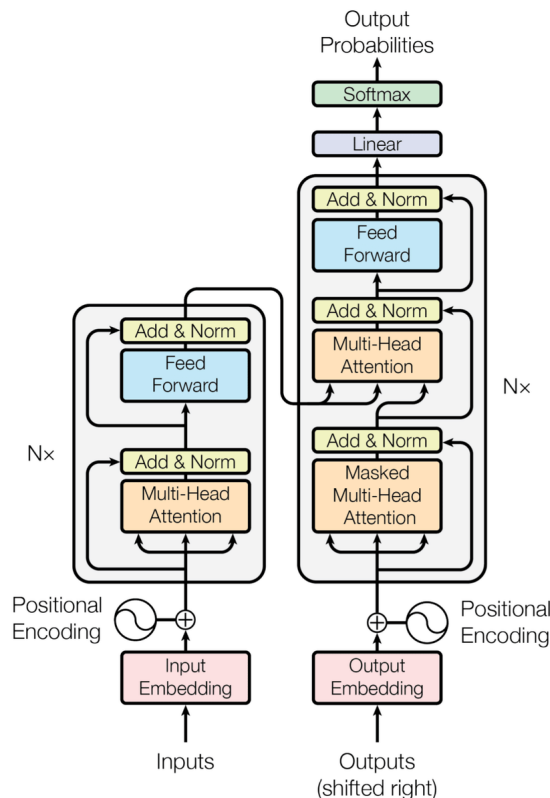 Output
Probabilities
Softmax
Linear
Add & Norm
Feed
Forward
Add & Norm
Multi-Head
Attention
Add & Norm
Masked
Multi-Head
Attention
N×
Add & Norm
Feed
Forward
Add & Norm
Multi-Head
Attention
N×
Positional
Encoding
Positional
Encoding
Input
Embedding
Output
Embedding
Inputs
Outputs
(shifted right)